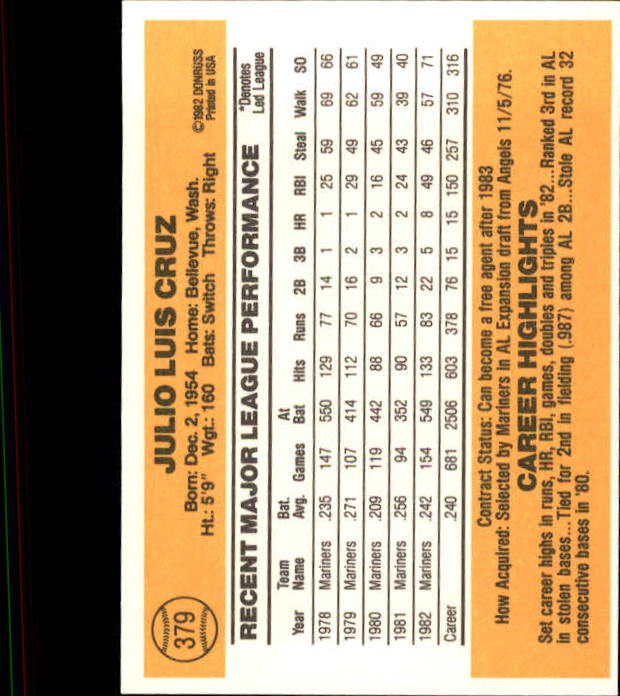 379
JULIO LUIS CRUZ
Born: Dec. 2, 1954 Home: Bellevue, Wash.
Ht.: 5'9" Wgt.: 160 Bats: Switch Throws: Right
©1982 DONRUSS
Printed in USA
RECENT MAJOR LEAGUE PERFORMANCE
*Denotes
Led League
Year Team Name Bat. Avg. Games At Bat Hits Runs 2B 3B HR RBI Steal Walk SO
1978 Mariners .235 147 550 129 77 14 1 1 25 59 69 66
1979 Mariners .271 107 414 112 70 16 2 1 29 49 62 61
1980 Mariners .209 119 442 88 66 9 3 2 16 45 59 49
1981 Mariners .256 94 352 90 57 12 3 2 24 43 39 40
1982 Mariners .242 154 549 133 83 22 5 8 49 46 57 71
Career .240 681 2506 603 378 76 15 15 150 257 310 316
Contract Status: Can become a free agent after 1983
How Acquired: Selected by Mariners in AL Expansion draft from Angels 11/5/76.
CAREER HIGHLIGHTS
Set career highs in runs, HR, RBI, games, doubles and triples in '82...Ranked 3rd in AL
in stolen bases...Tied for 2nd in fielding (.987) among AL 2B...Stole AL record 32
consecutive bases in '80.